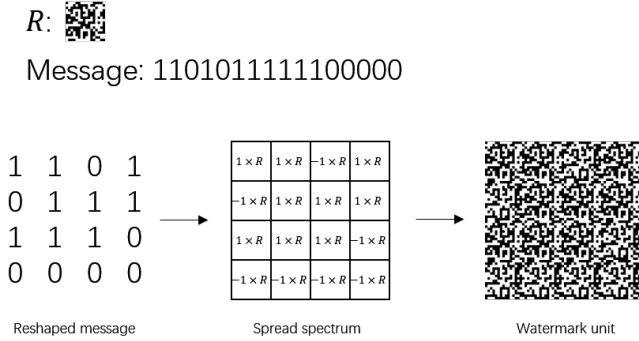 R:
Message: 1101011111100000
1 1 0 1
0 1 1 1
1 1 1 0
0 0 0 0
1 × R 1 × R −1 × R 1 × R
−1 × R 1 × R 1 × R 1 × R
1 × R 1 × R 1 × R −1 × R
−1 × R −1 × R −1 × R −1 × R
Reshaped message
Spread spectrum
Watermark unit